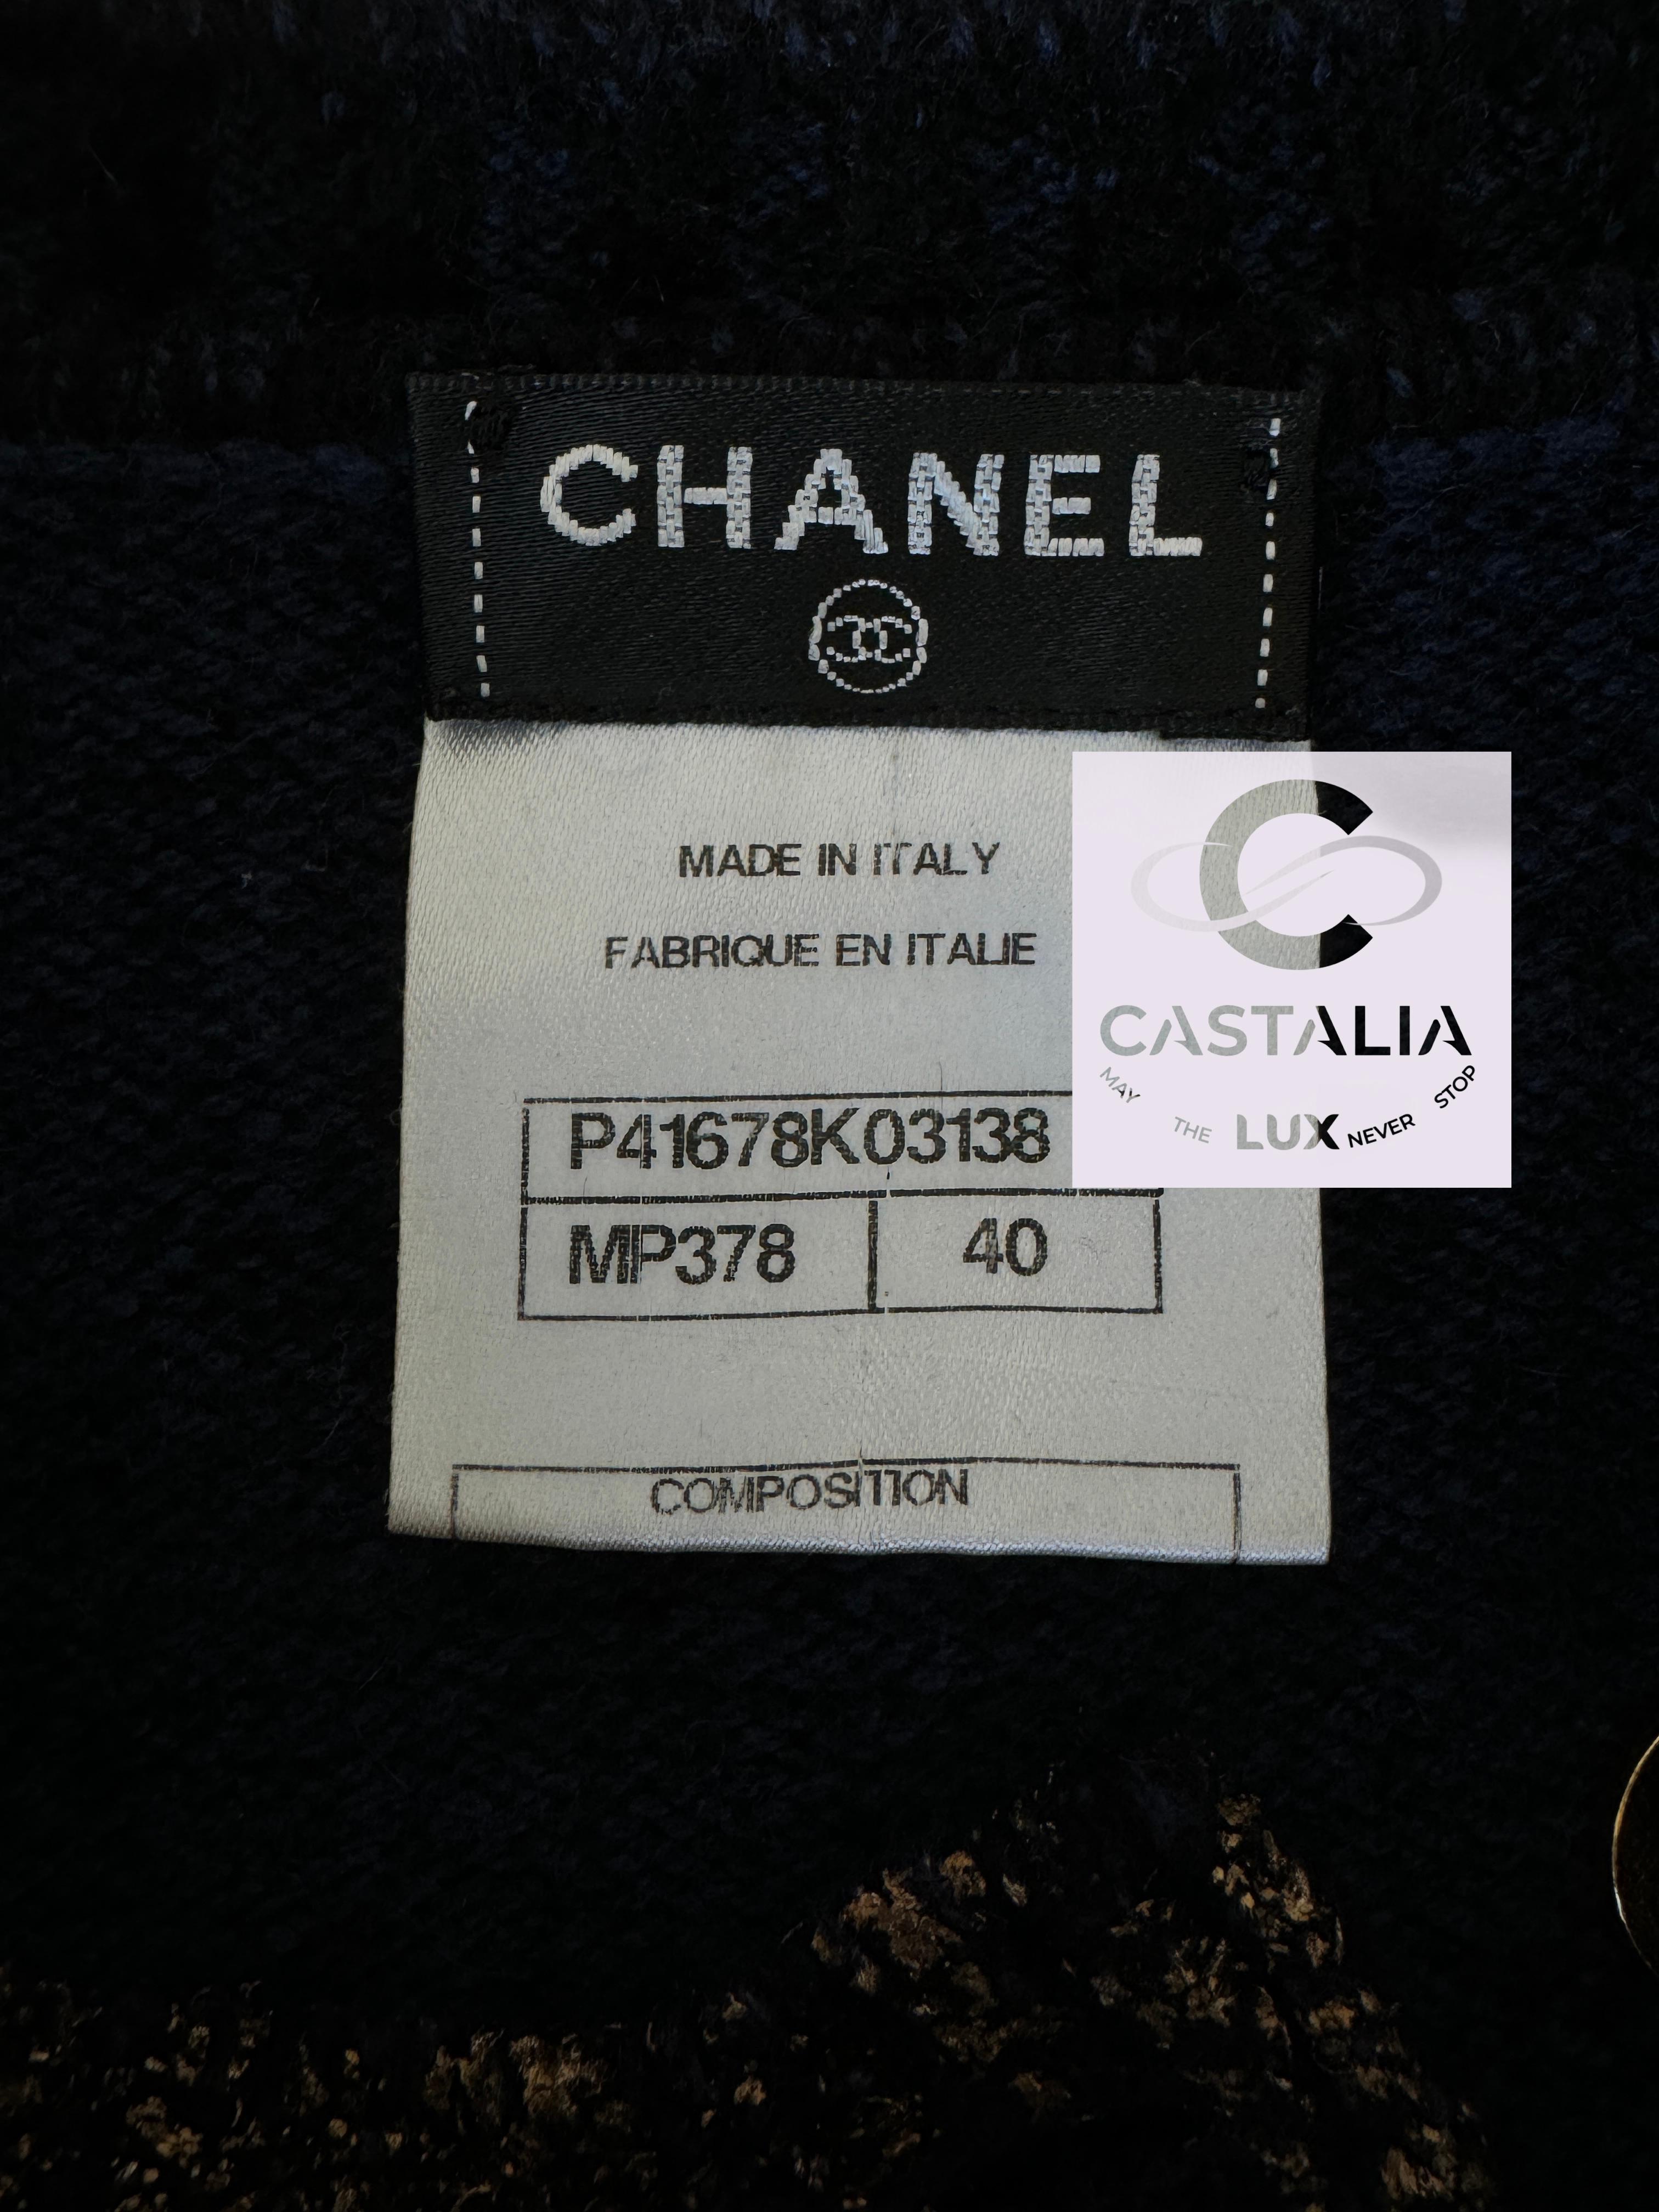 CHANEL
MADE IN ITALY
FABRIQUE EN ITALIE
P41678K03138
MP378 40
COMPOSITION
CASTALIA
MAY THE LUX NEVER STOP